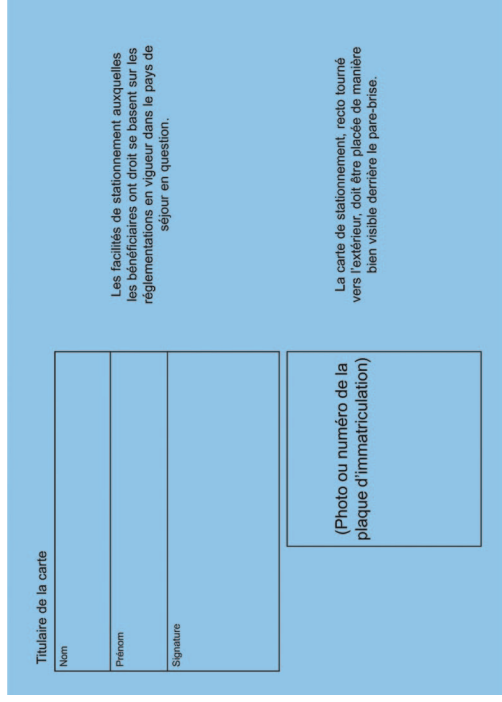 Titulaire de la carte
Nom
Prénom
Signature
(Photo ou numéro de la
plaque d'immatriculation)
Les facilités de stationnement auxquelles
les bénéficiaires ont droit se basent sur les
réglementations en vigueur dans le pays de
séjour en question.
La carte de stationnement, recto tourné
vers l'extérieur, doit être placée de manière
bien visible derrière le pare-brise.